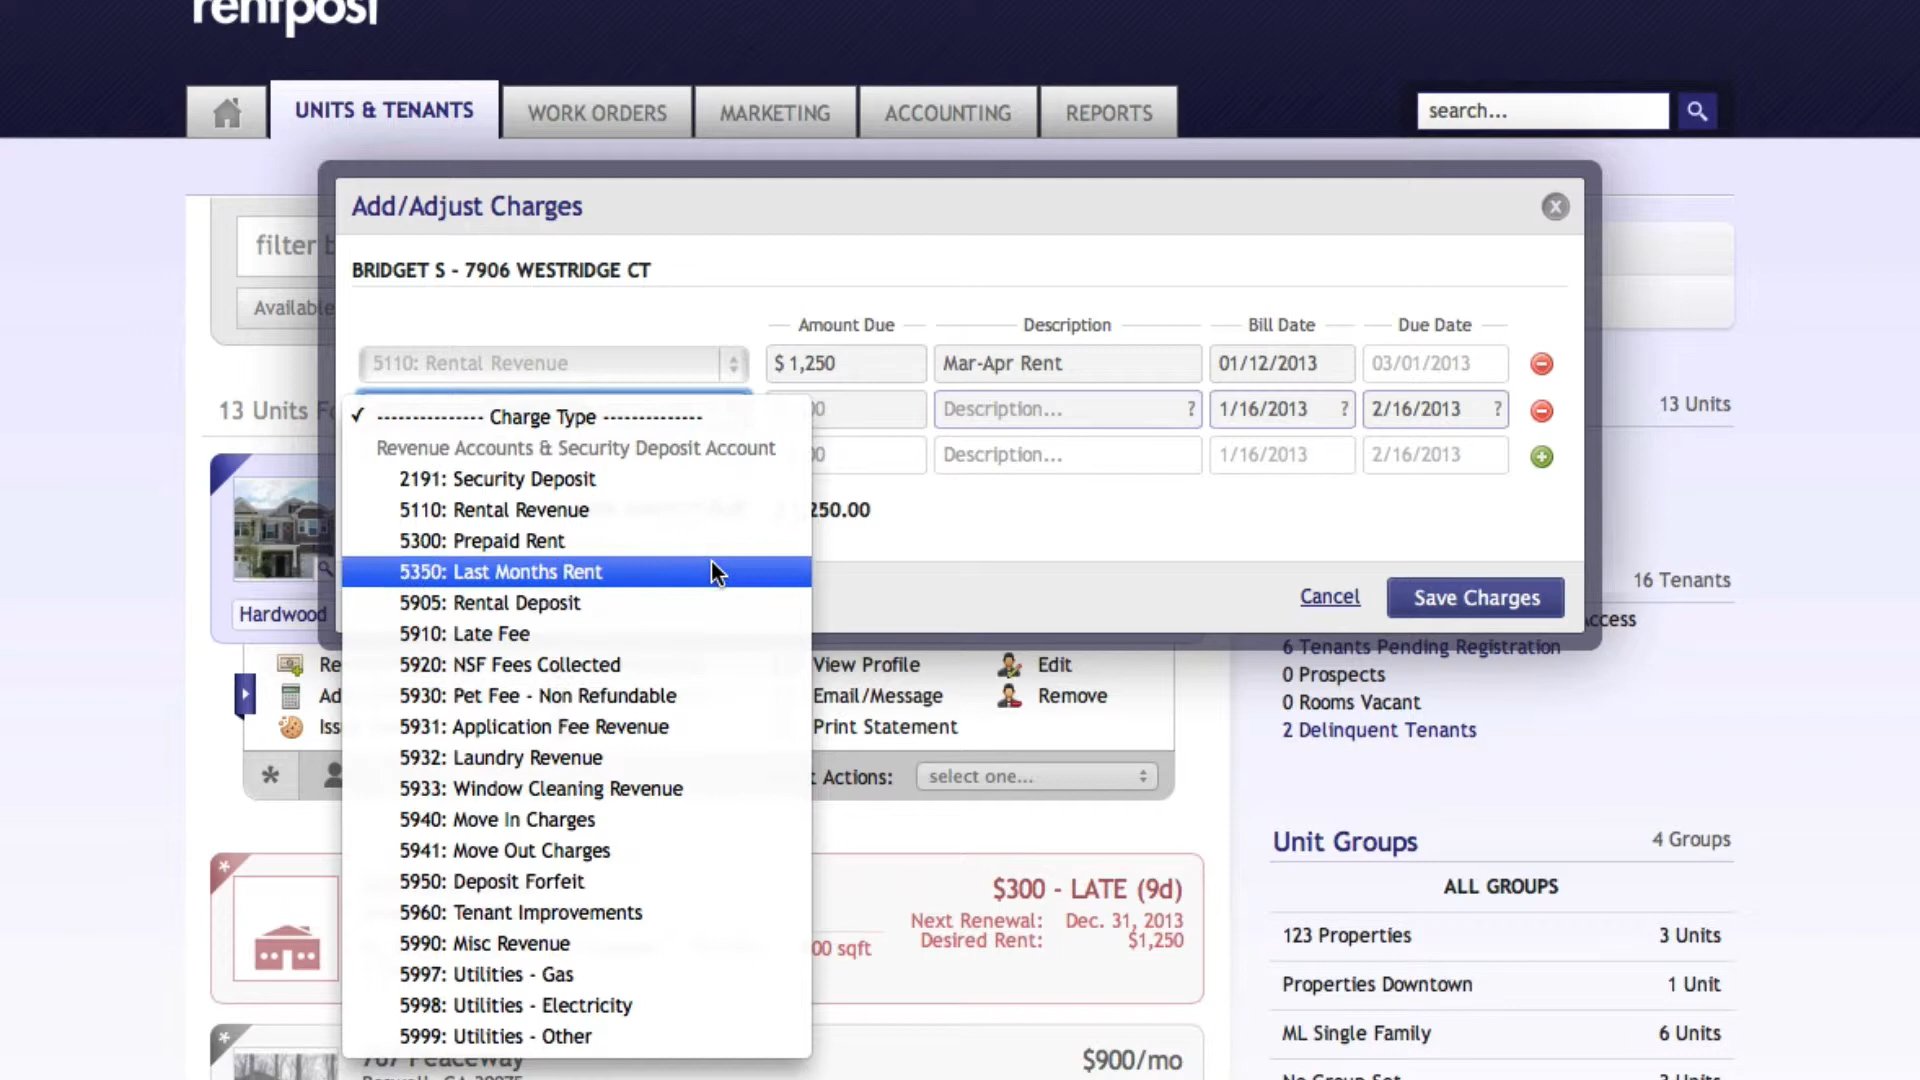 rentpost
UNITS & TENANTS
WORK ORDERS
MARKETING
ACCOUNTING
REPORTS
search...
Add/Adjust Charges
filter
Available
BRIDGET S - 7906 WESTRIDGE CT
Amount Due
Description
Bill Date
Due Date
5110: Rental Revenue
$ 1,250
Mar-Apr Rent
01/12/2013
03/01/2013
13 Units
13 Units
00
Description...
?
1/16/2013
?
2/16/2013
?
00
Description...
1/16/2013
2/16/2013
250.00
✓ --------------- Charge Type --------------
Revenue Accounts & Security Deposit Account
2191: Security Deposit
5110: Rental Revenue
5300: Prepaid Rent
5350: Last Months Rent
5905: Rental Deposit
5910: Late Fee
5920: NSF Fees Collected
5930: Pet Fee - Non Refundable
5931: Application Fee Revenue
5932: Laundry Revenue
5933: Window Cleaning Revenue
5940: Move In Charges
5941: Move Out Charges
5950: Deposit Forfeit
5960: Tenant Improvements
5990: Misc Revenue
5997: Utilities - Gas
5998: Utilities - Electricity
5999: Utilities - Other
Cancel
Save Charges
Hardwood
View Profile
Edit
Email/Message
Remove
Print Statement
Actions:
select one...
16 Tenants
6 Tenants Pending Registration
0 Prospects
0 Rooms Vacant
2 Delinquent Tenants
$300 - LATE (9d)
Next Renewal: Dec. 31, 2013
Desired Rent: $1,250
00 sqft
$900/mo
Unit Groups
4 Groups
ALL GROUPS
123 Properties
3 Units
Properties Downtown
1 Unit
ML Single Family
6 Units